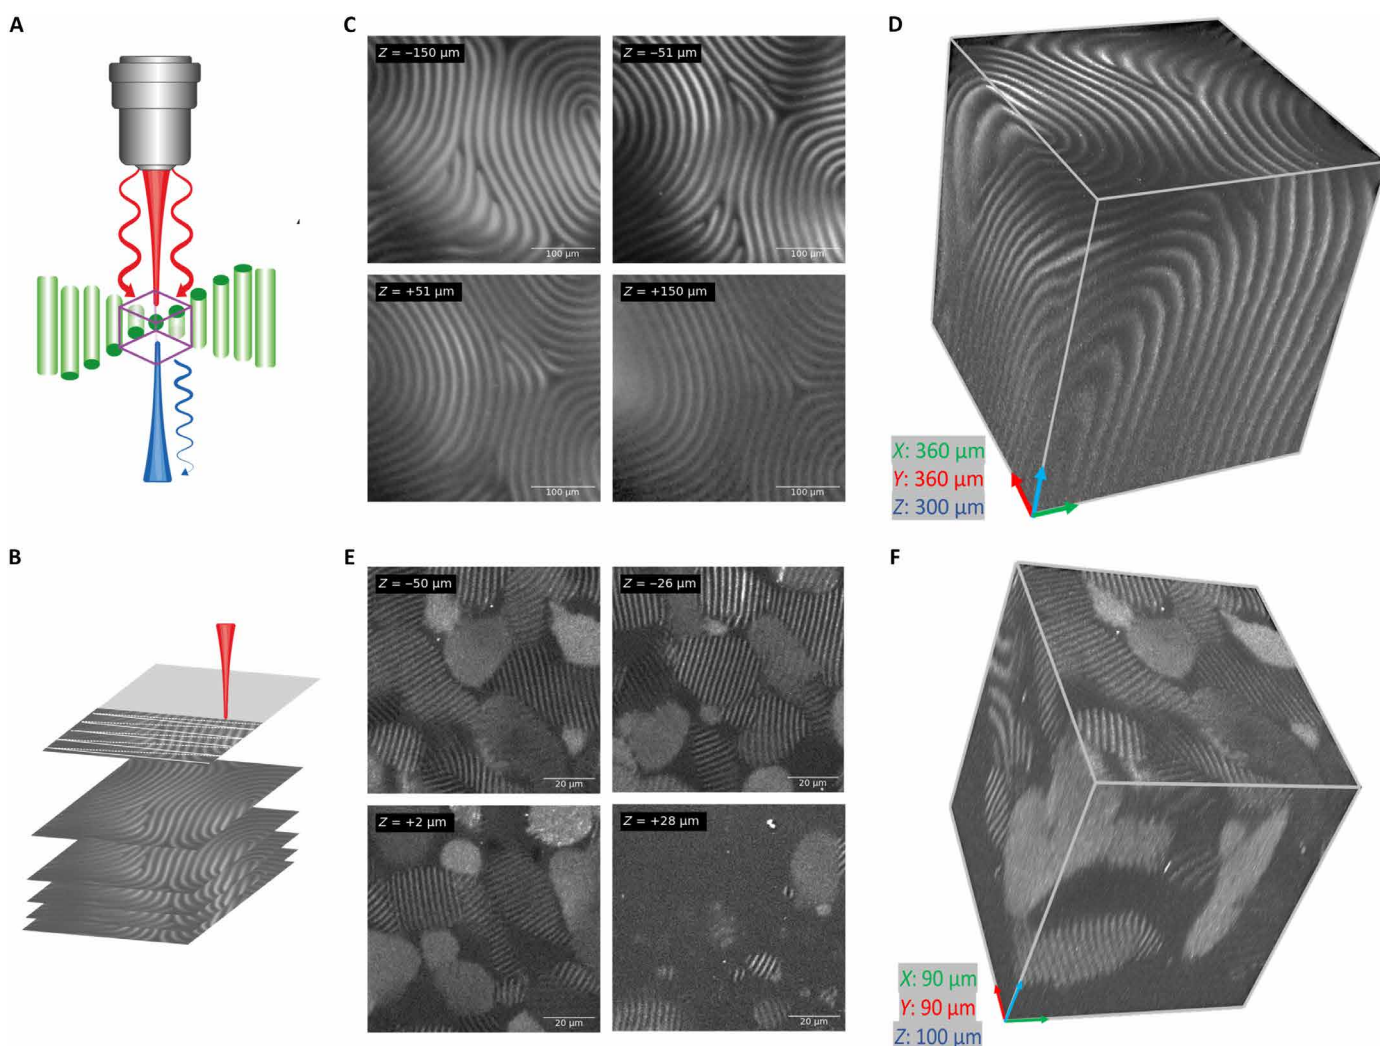 A
C
Z = –150 µm
100 µm
Z = –51 µm
100 µm
Z = +51 µm
100 µm
Z = +150 µm
100 µm
D
X: 360 µm
Y: 360 µm
Z: 300 µm
B
E
Z = –50 µm
20 µm
Z = –26 µm
20 µm
Z = +2 µm
20 µm
Z = +28 µm
20 µm
F
X: 90 µm
Y: 90 µm
Z: 100 µm